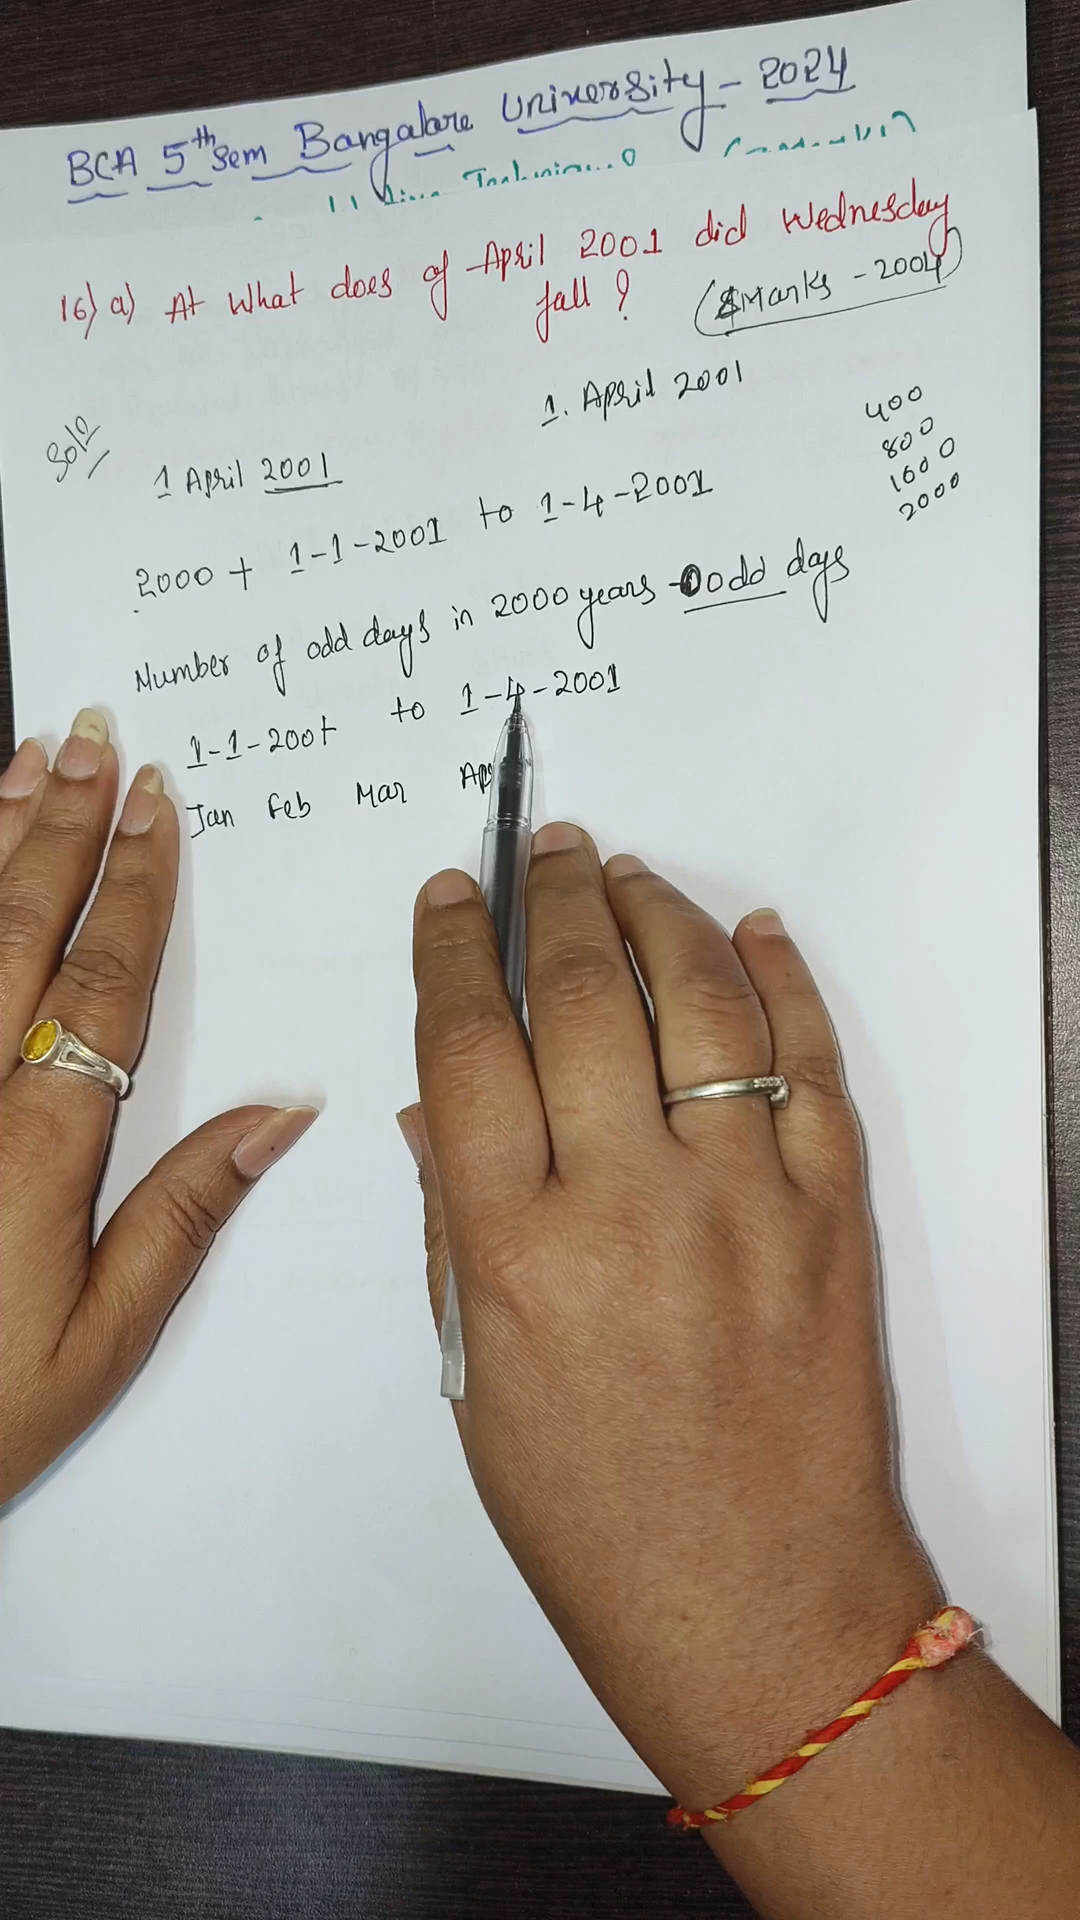 BCA 5th Sem Bangalore University - 2024
16) a) At What does of April 2001 did Wednesday
fall ?
(8Marks - 2004)
Soln
1. April 2001
1 April 2001
400
800
1600
2000
2000 + 1-1-2001 to 1-4-2001
Number of odd days in 2000 years - 0 odd days
1-1-2001 to 1-4-2001
Jan Feb Mar